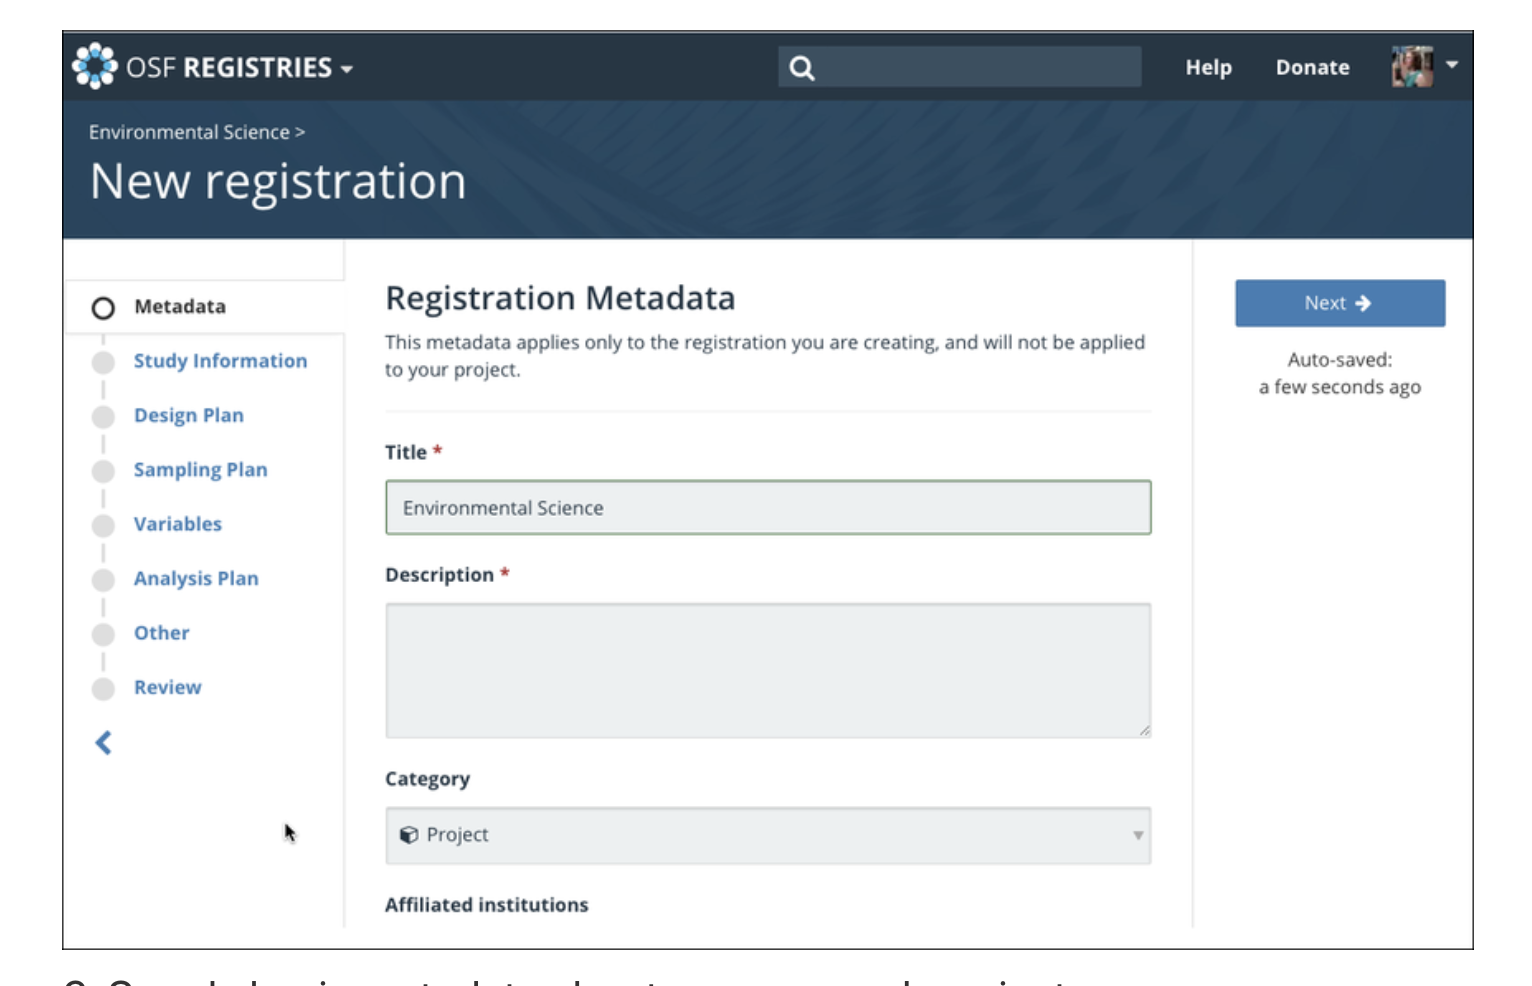 OSF REGISTRIES
Help
Donate
Environmental Science >
New registration
Metadata
Study Information
Design Plan
Sampling Plan
Variables
Analysis Plan
Other
Review
Registration Metadata
This metadata applies only to the registration you are creating, and will not be applied
to your project.
Title *
Environmental Science
Description *
Category
Project
Affiliated institutions
Next
Auto-saved:
a few seconds ago